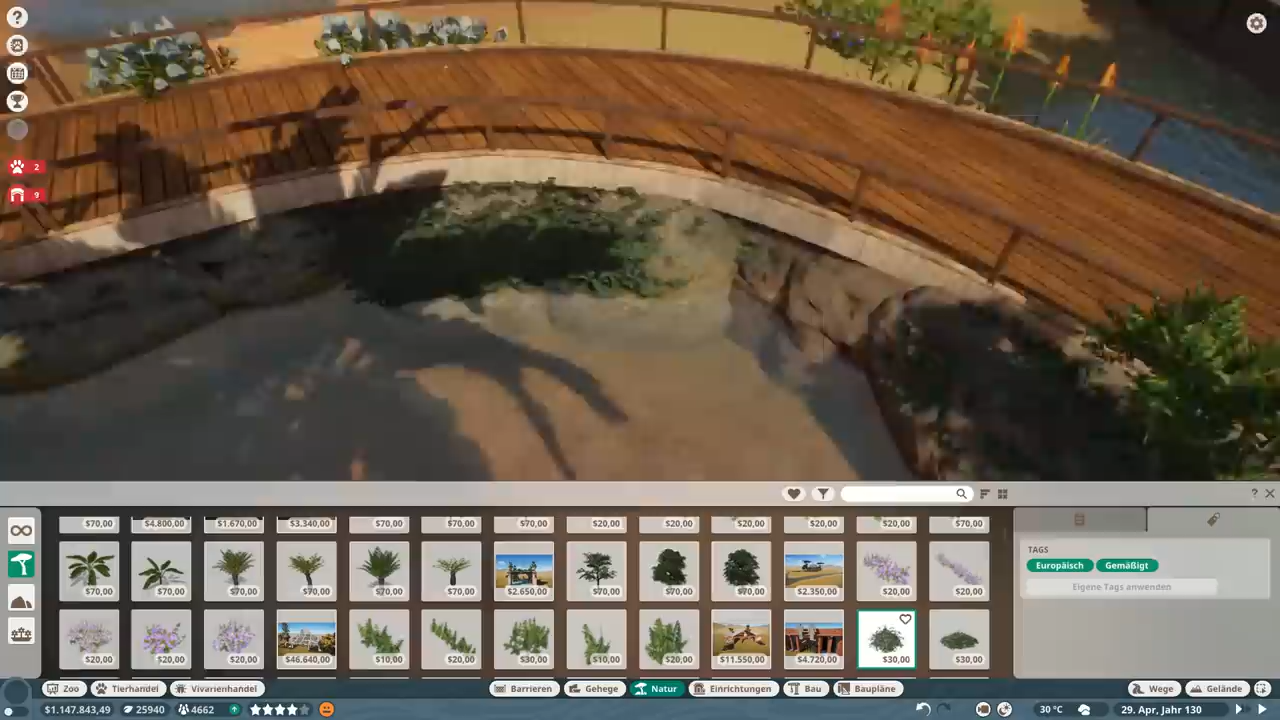 ?
2
9
?
$70,00 $4.800,00 $1.670,00 $3.340,00 $70,00 $70,00 $70,00 $20,00 $20,00 $20,00 $20,00 $20,00 $70,00
$70,00 $70,00 $70,00 $70,00 $70,00 $70,00 $2.650,00 $70,00 $70,00 $70,00 $2.350,00 $20,00 $20,00
$20,00 $20,00 $20,00 $46.640,00 $10,00 $20,00 $30,00 $10,00 $20,00 $11.550,00 $4.720,00 $30,00 $30,00
TAGS
Europäisch Gemäßigt
Eigene Tags anwenden
Zoo Tierhandel Vivarienhandel Barrieren Gehege Natur Einrichtungen Bau Baupläne Wege Gelände
$1.147.843,49 25940 4662 30 °C 29. Apr, Jahr 130